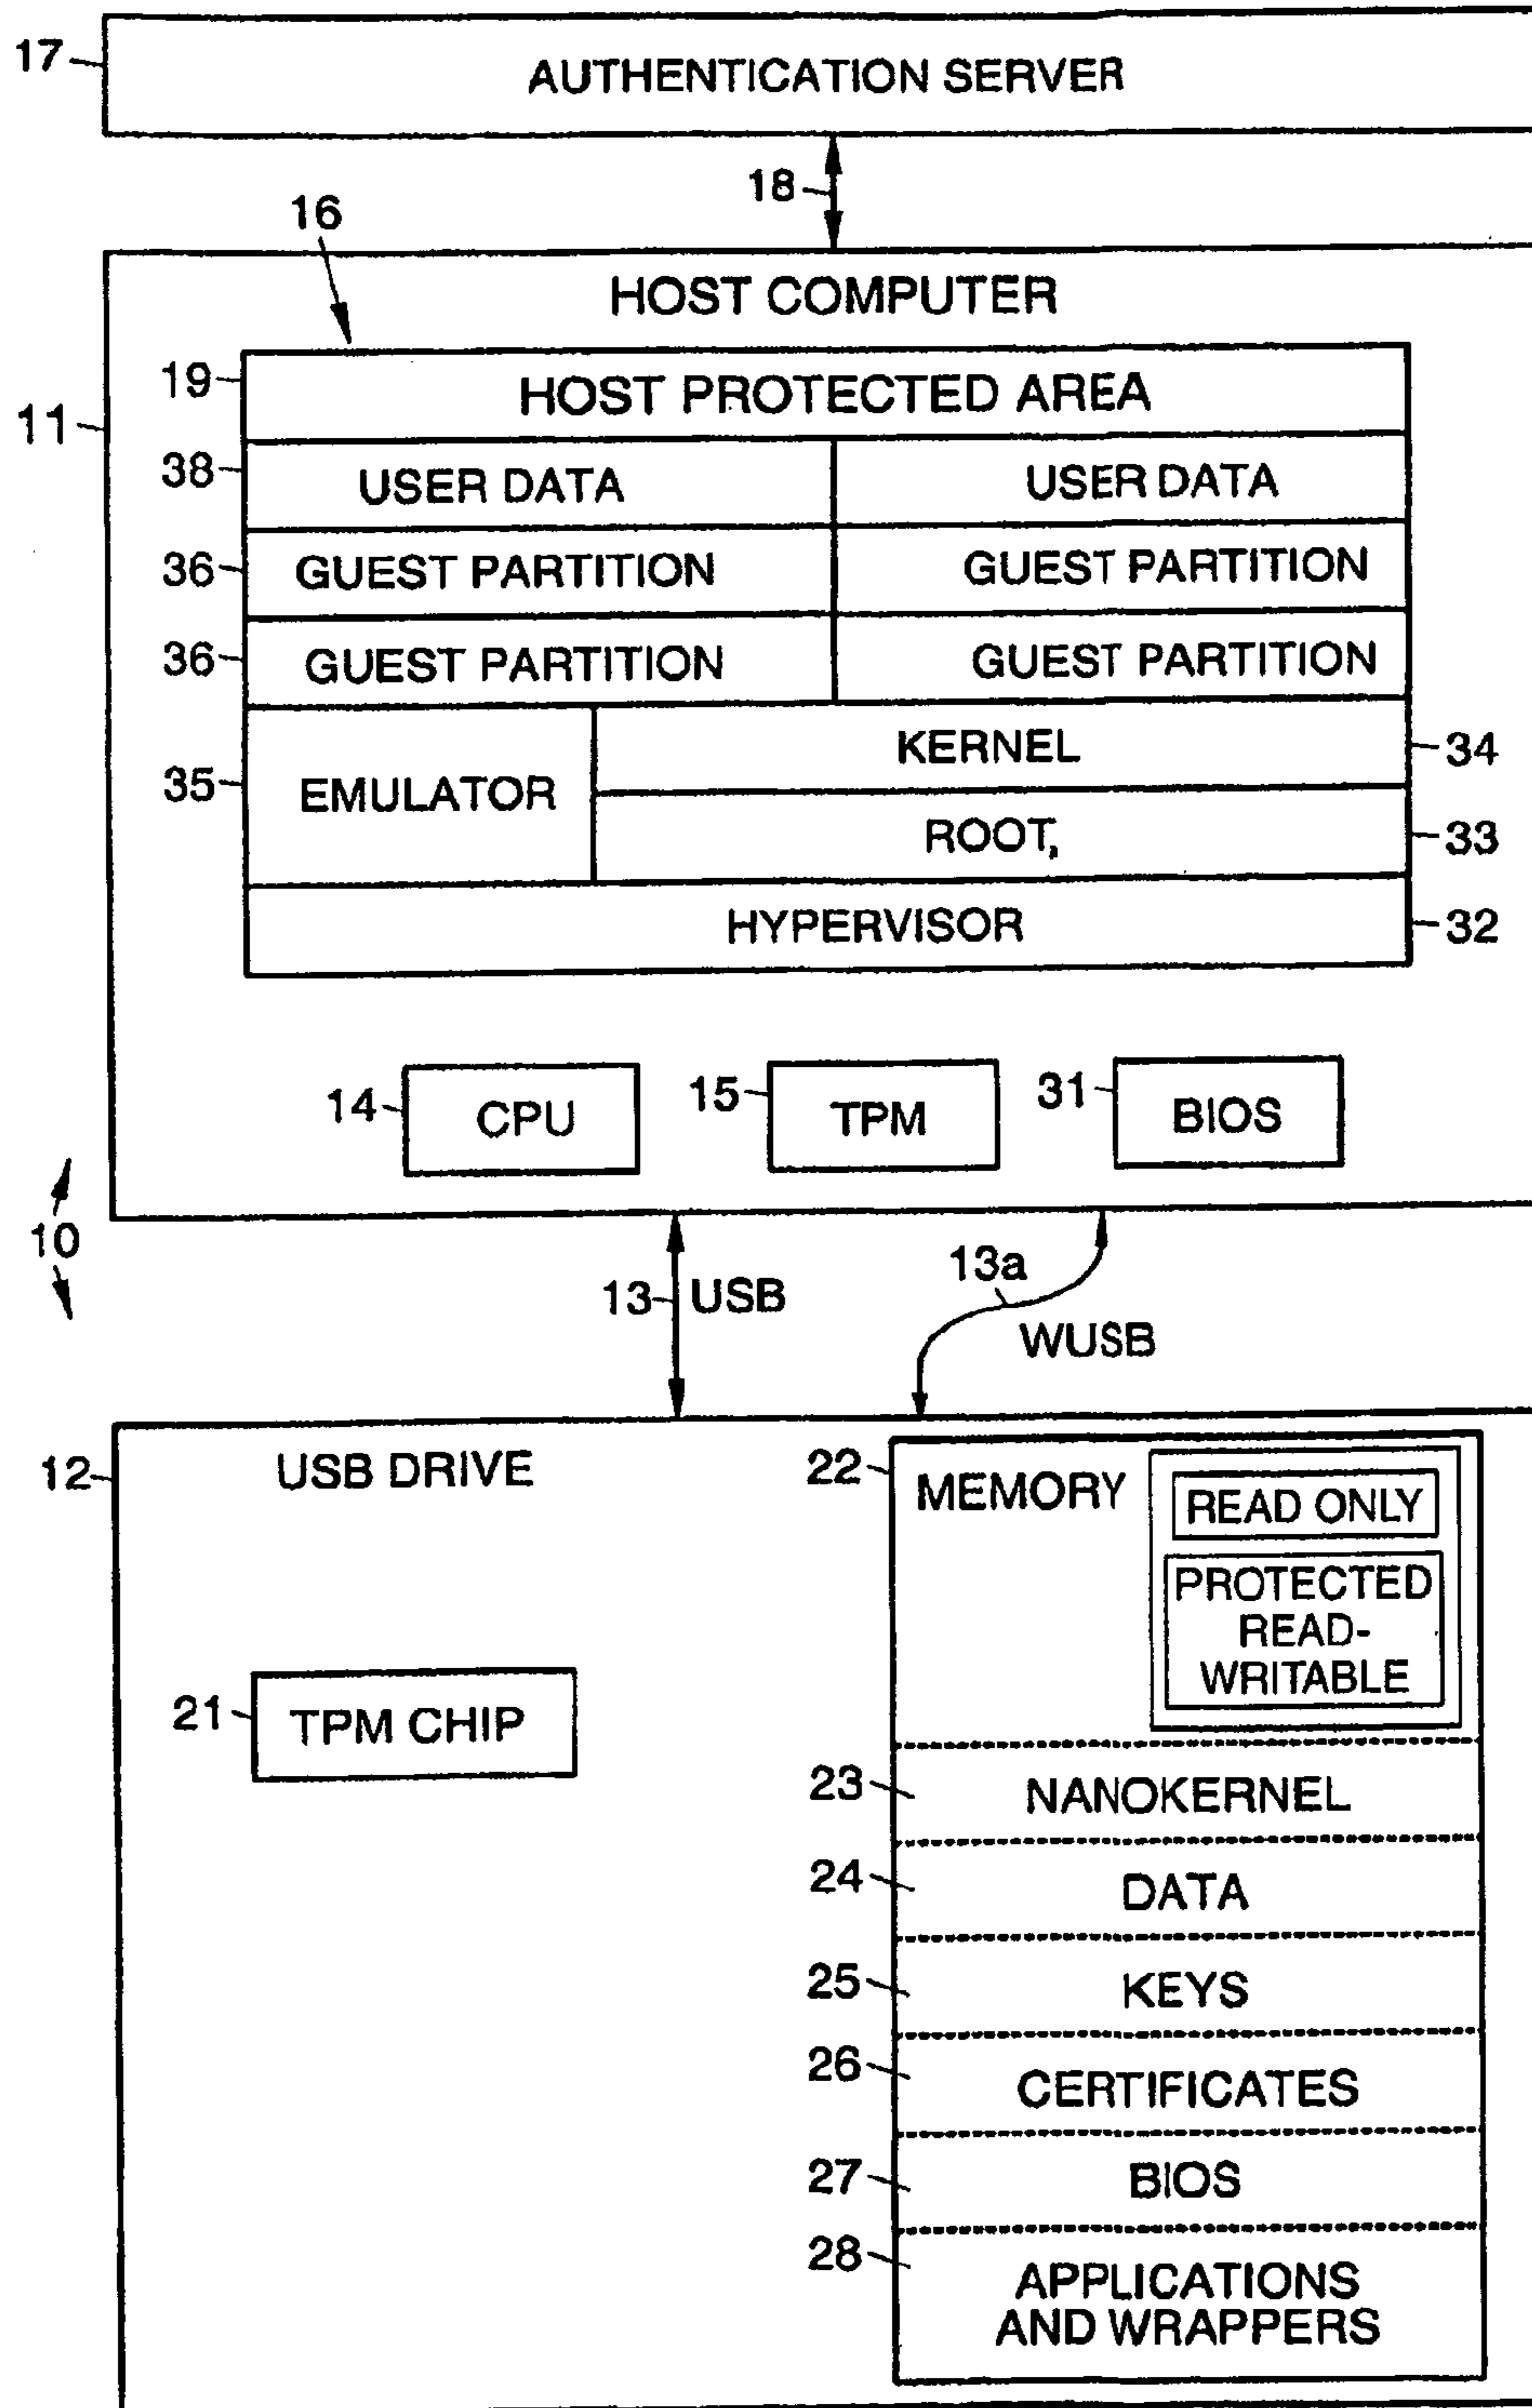 17
AUTHENTICATION SERVER
18
16
HOST COMPUTER
11
19
HOST PROTECTED AREA
38
USER DATA
USER DATA
36
GUEST PARTITION
GUEST PARTITION
36
GUEST PARTITION
GUEST PARTITION
35
EMULATOR
KERNEL
34
ROOT,
33
HYPERVISOR
32
14
CPU
15
TPM
31
BIOS
10
13
USB
13a
WUSB
12
USB DRIVE
22
MEMORY
READ ONLY
PROTECTED
READ-
WRITABLE
21
TPM CHIP
23
NANOKERNEL
24
DATA
25
KEYS
26
CERTIFICATES
27
BIOS
28
APPLICATIONS
AND WRAPPERS